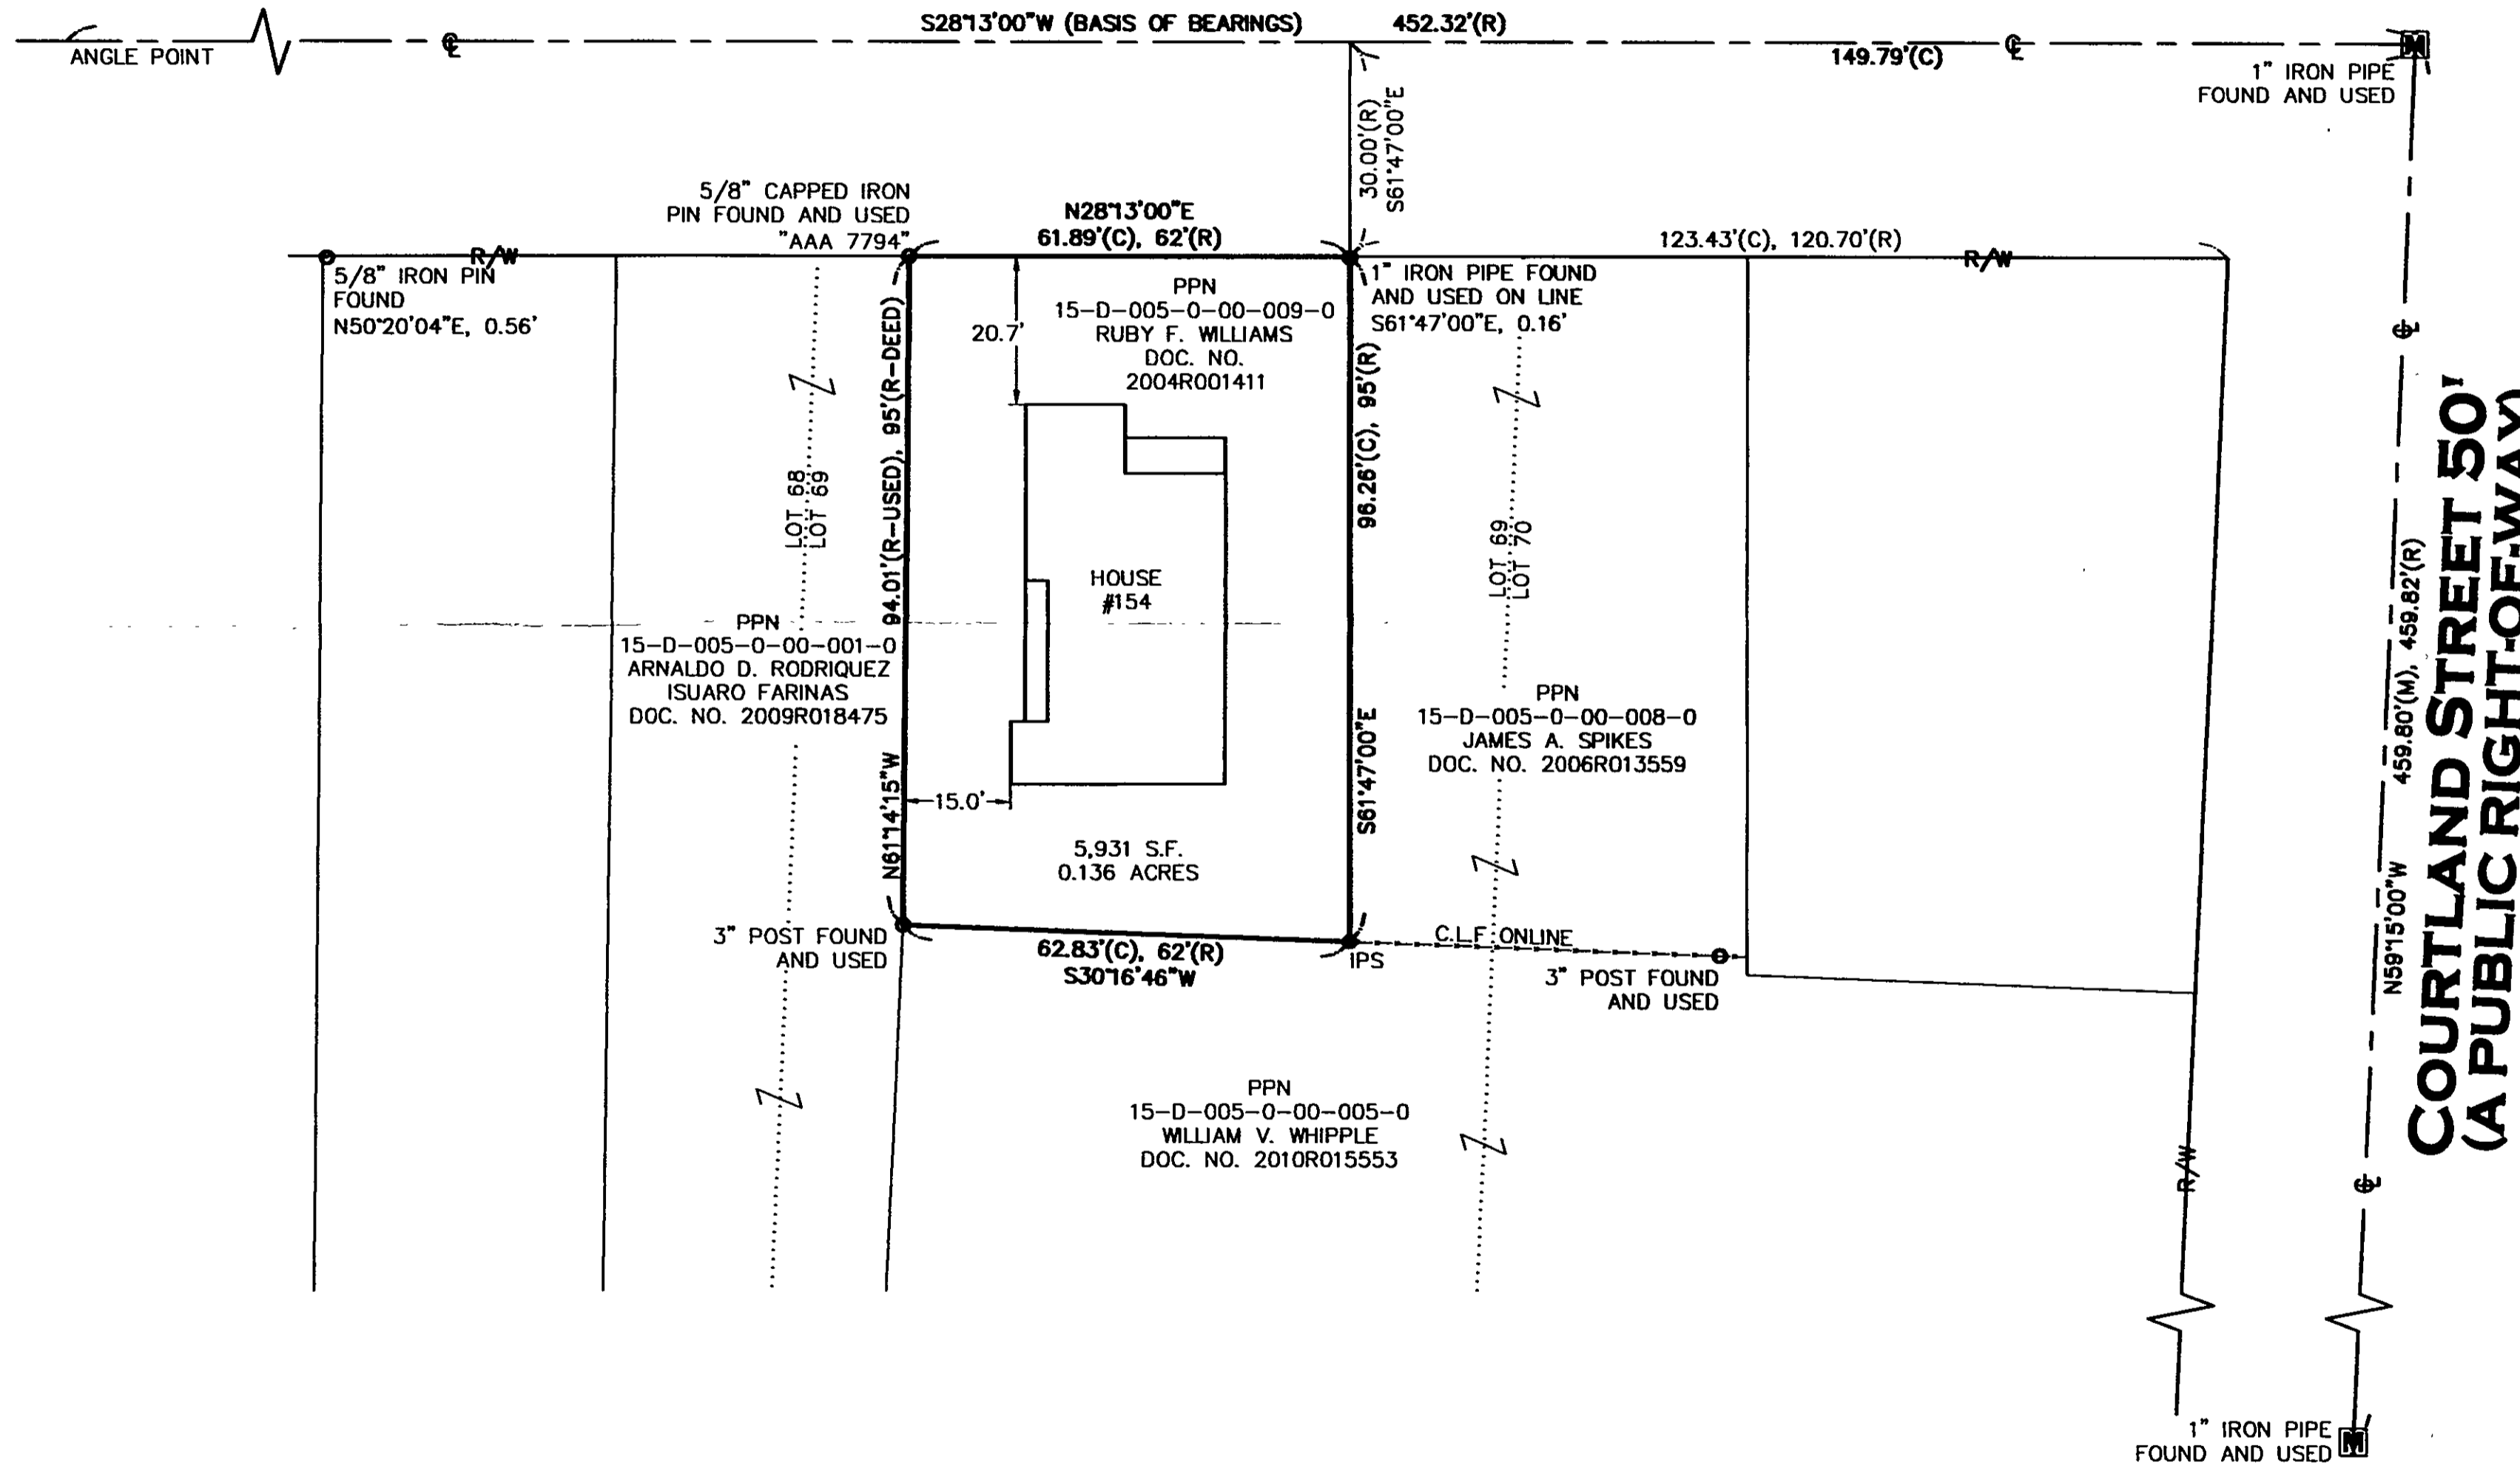 S28°13'00"W (BASIS OF BEARINGS) 452.32'(R)
ANGLE POINT
149.79'(C)
1" IRON PIPE
FOUND AND USED
30.00'(R)
S61°47'00"E
5/8" CAPPED IRON
PIN FOUND AND USED
"AAA 7794"
N28°13'00"E
61.89'(C), 62'(R)
123.43'(C), 120.70'(R)
R/W
R/W
5/8" IRON PIN
FOUND
N50°20'04"E, 0.56'
1" IRON PIPE FOUND
AND USED ON LINE
S61°47'00"E, 0.16'
PPN
15-D-005-0-00-009-0
RUBY F. WILLIAMS
DOC. NO.
2004R001411
20.7'
N61°14'15"W 94.01'(R-USED), 95'(R-DEED)
S61°47'00"E 96.26'(C), 95'(R)
LOT 68
LOT 69
LOT 69
LOT 70
HOUSE
#154
PPN
15-D-005-0-00-001-0
ARNALDO D. RODRIQUEZ
ISUARO FARINAS
DOC. NO. 2009R018475
PPN
15-D-005-0-00-008-0
JAMES A. SPIKES
DOC. NO. 2006R013559
15.0'
5,931 S.F.
0.136 ACRES
3" POST FOUND
AND USED
62.83'(C), 62'(R)
S30°16'46"W
IPS
C.L.F. ONLINE
3" POST FOUND
AND USED
PPN
15-D-005-0-00-005-0
WILLIAM V. WHIPPLE
DOC. NO. 2010R015553
R/W
N59°15'00"W 459.80'(M), 459.82'(R)
COURTLAND STREET 50'
(A PUBLIC RIGHT-OF-WAY)
1" IRON PIPE
FOUND AND USED
M
M